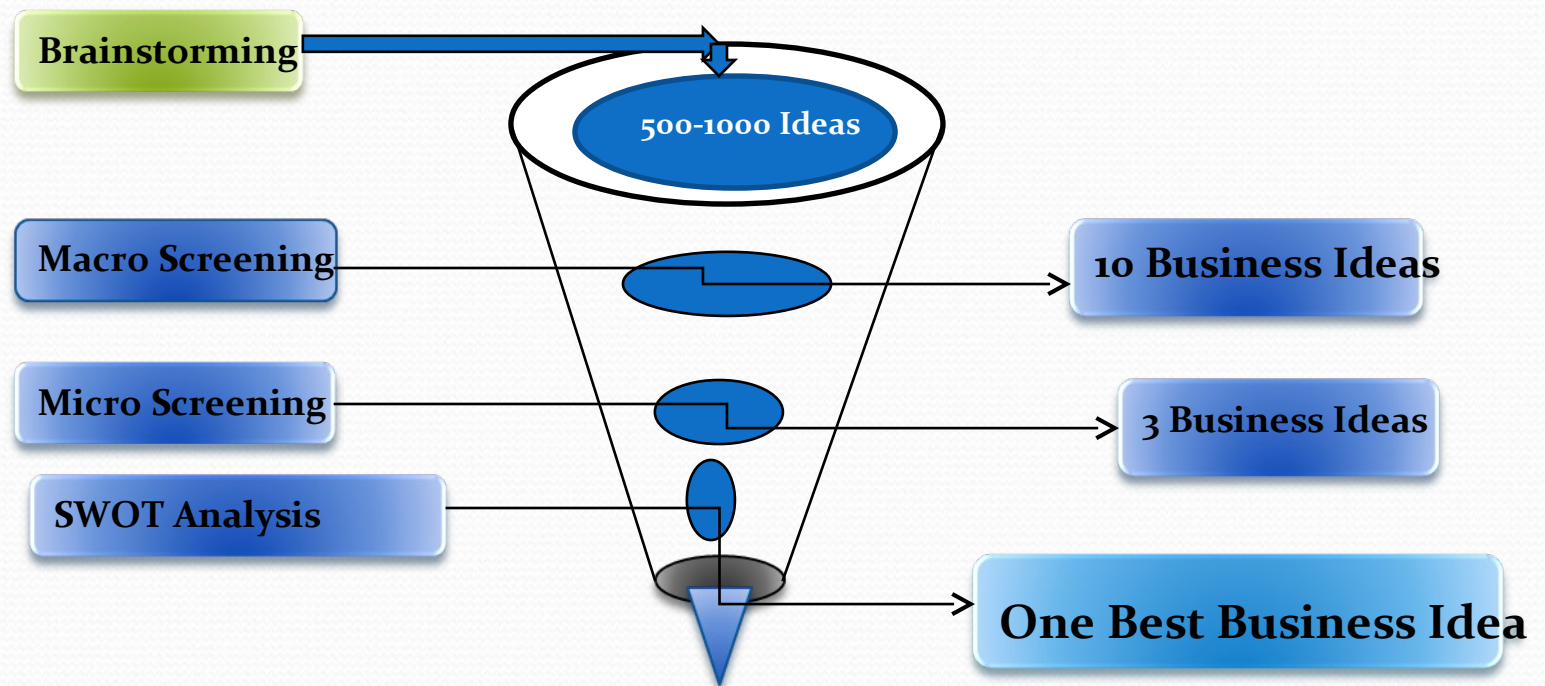 Brainstorming
500-1000 Ideas
Macro Screening
10 Business Ideas
Micro Screening
3 Business Ideas
SWOT Analysis
One Best Business Idea